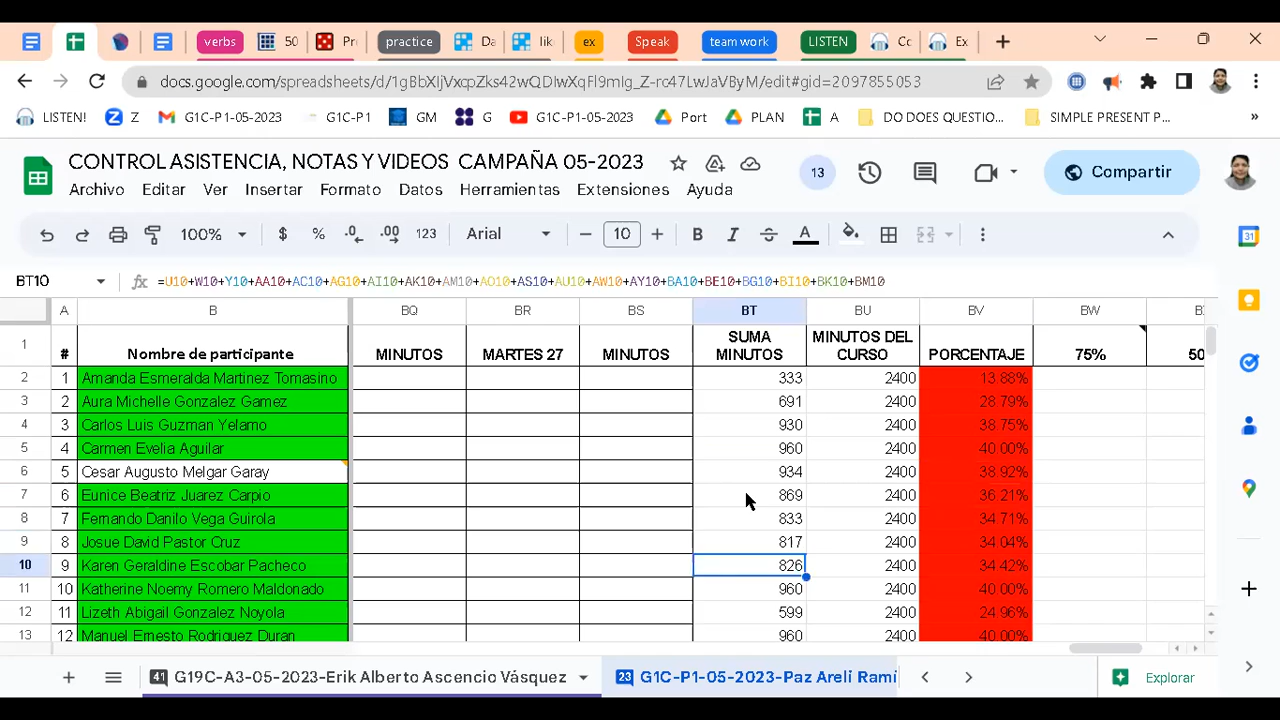 verbs 50 Pr practice Da lik ex Speak team work LISTEN Cc Ex
docs.google.com/spreadsheets/d/1gBbXIjVxcpZks42wQDIwXqFl9mIg_Z-rc47LwJaVByM/edit#gid=2097855053
LISTEN! Z G1C-P1-05-2023 G1C-P1 GM G G1C-P1-05-2023 Port PLAN A DO DOES QUESTIO... SIMPLE PRESENT P... »
CONTROL ASISTENCIA, NOTAS Y VIDEOS CAMPAÑA 05-2023
Archivo Editar Ver Insertar Formato Datos Herramientas Extensiones Ayuda
13 Compartir
100% $ % .0 .00 123 Arial 10 B I A
31
BT10 fx =U10+W10+Y10+AA10+AC10+AG10+AI10+AK10+AM10+AO10+AS10+AU10+AW10+AY10+BA10+BE10+BG10+BI10+BK10+BM10
A B BQ BR BS BT BU BV BW
1 # Nombre de participante MINUTOS MARTES 27 MINUTOS SUMA MINUTOS MINUTOS DEL CURSO PORCENTAJE 75% 50
2 1 Amanda Esmeralda Martinez Tomasino 333 2400 13.88%
3 2 Aura Michelle Gonzalez Gamez 691 2400 28.79%
4 3 Carlos Luis Guzman Yelamo 930 2400 38.75%
5 4 Carmen Evelia Aguilar 960 2400 40.00%
6 5 Cesar Augusto Melgar Garay 934 2400 38.92%
7 6 Eunice Beatriz Juarez Carpio 869 2400 36.21%
8 7 Fernando Danilo Vega Guirola 833 2400 34.71%
9 8 Josue David Pastor Cruz 817 2400 34.04%
10 9 Karen Geraldine Escobar Pacheco 826 2400 34.42%
11 10 Katherine Noemy Romero Maldonado 960 2400 40.00%
12 11 Lizeth Abigail Gonzalez Noyola 599 2400 24.96%
13 12 Manuel Ernesto Rodriguez Duran 960 2400 40.00%
41 G19C-A3-05-2023-Erik Alberto Ascencio Vásquez 23 G1C-P1-05-2023-Paz Areli Rami Explorar